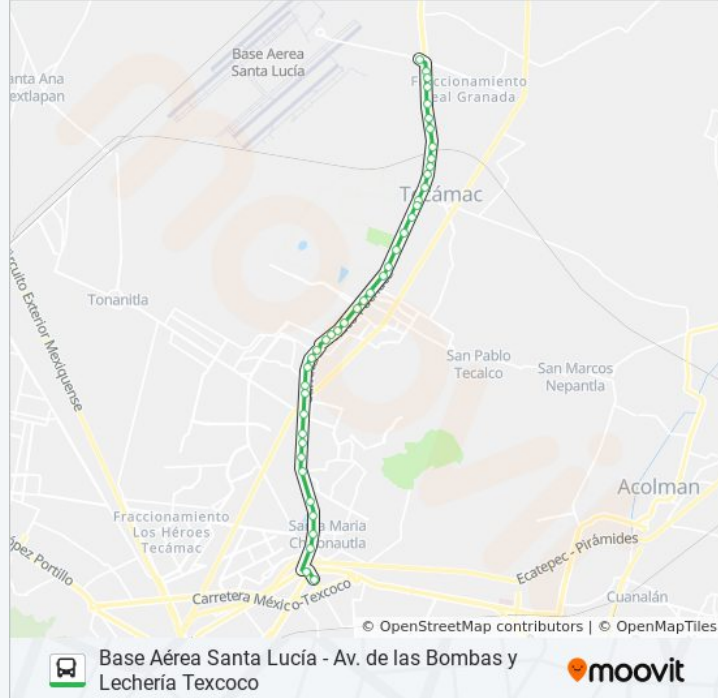 Base Aerea
Santa Lucía
anta Ana
extlapan
Fraccionamiento
Real Granada
Tecámac
Circuito Exterior Mexiquense
Tonanitla
San Pablo
Tecalco
San Marcos
Nepantla
Acolman
Fraccionamiento
Los Héroes
Tecámac
Santa Maria
Chiconautla
ópez Portillo
Ecatepec - Pirámides
Carretera México-Texcoco
Cuanalán
© OpenStreetMap contributors | © OpenMapTiles
Base Aérea Santa Lucía - Av. de las Bombas y
Lechería Texcoco
moovit